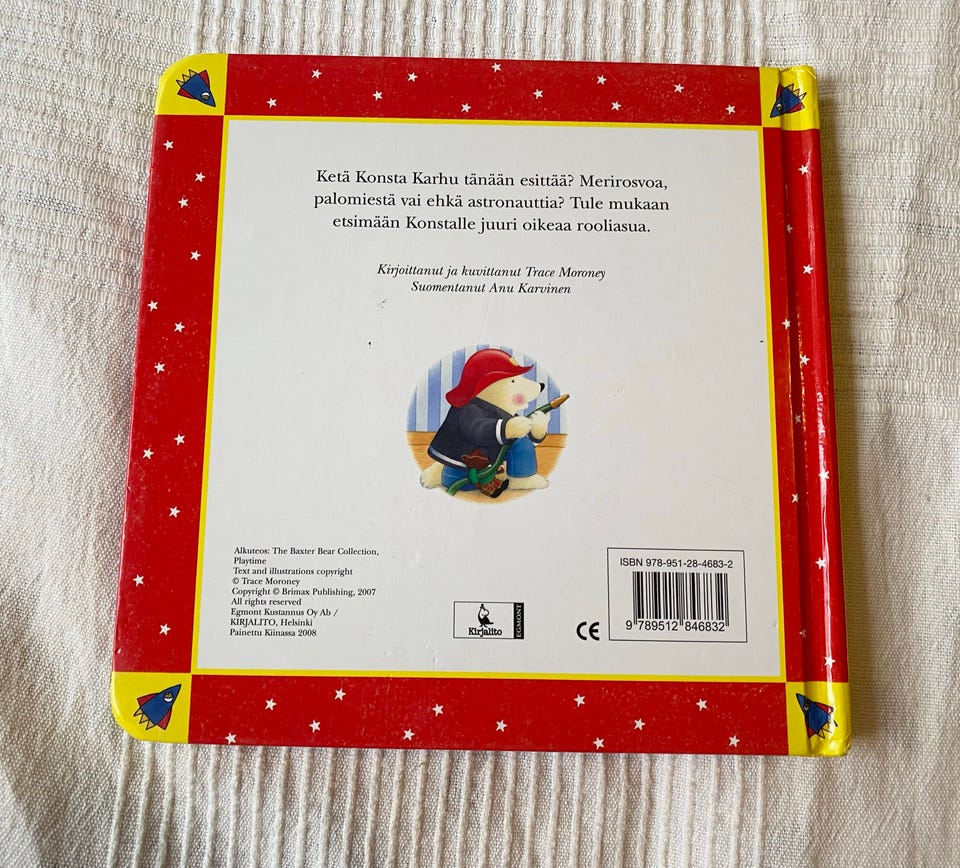 Ketä Konsta Karhu tänään esittää? Merirosvoa,
palomiestä vai ehkä astronauttia? Tule mukaan
etsimään Konstalle juuri oikeaa rooliasua.
Kirjoittanut ja kuvittanut Trace Moroney
Suomentanut Anu Karvinen
Alkuteos: The Baxter Bear Collection,
Playtime
Text and illustrations copyright
© Trace Moroney
Copyright © Brimax Publishing, 2007
All rights reserved
Egmont Kustannus Oy Ab /
KIRJALITO, Helsinki
Painettu Kiinassa 2008
Kirjalito
EGMONT
CE
ISBN 978-951-28-4683-2
9 789512 846832